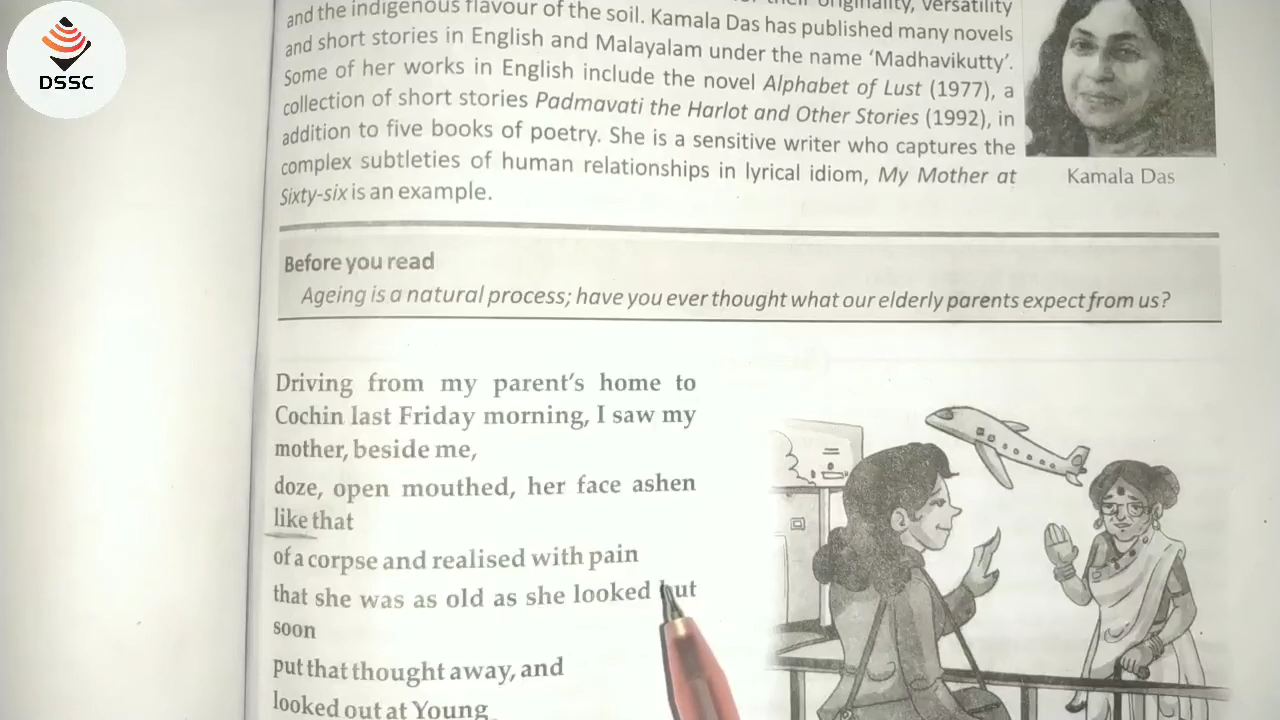 DSSC
their originality, versatility
and the indigenous flavour of the soil. Kamala Das has published many novels
and short stories in English and Malayalam under the name ‘Madhavikutty’.
Some of her works in English include the novel Alphabet of Lust (1977), a
collection of short stories Padmavati the Harlot and Other Stories (1992), in
addition to five books of poetry. She is a sensitive writer who captures the
complex subtleties of human relationships in lyrical idiom, My Mother at
Sixty-six is an example.
Kamala Das
Before you read
Ageing is a natural process; have you ever thought what our elderly parents expect from us?
Driving from my parent’s home to
Cochin last Friday morning, I saw my
mother, beside me,
doze, open mouthed, her face ashen
like that
of a corpse and realised with pain
that she was as old as she looked but
soon
put that thought away, and
looked out at Young